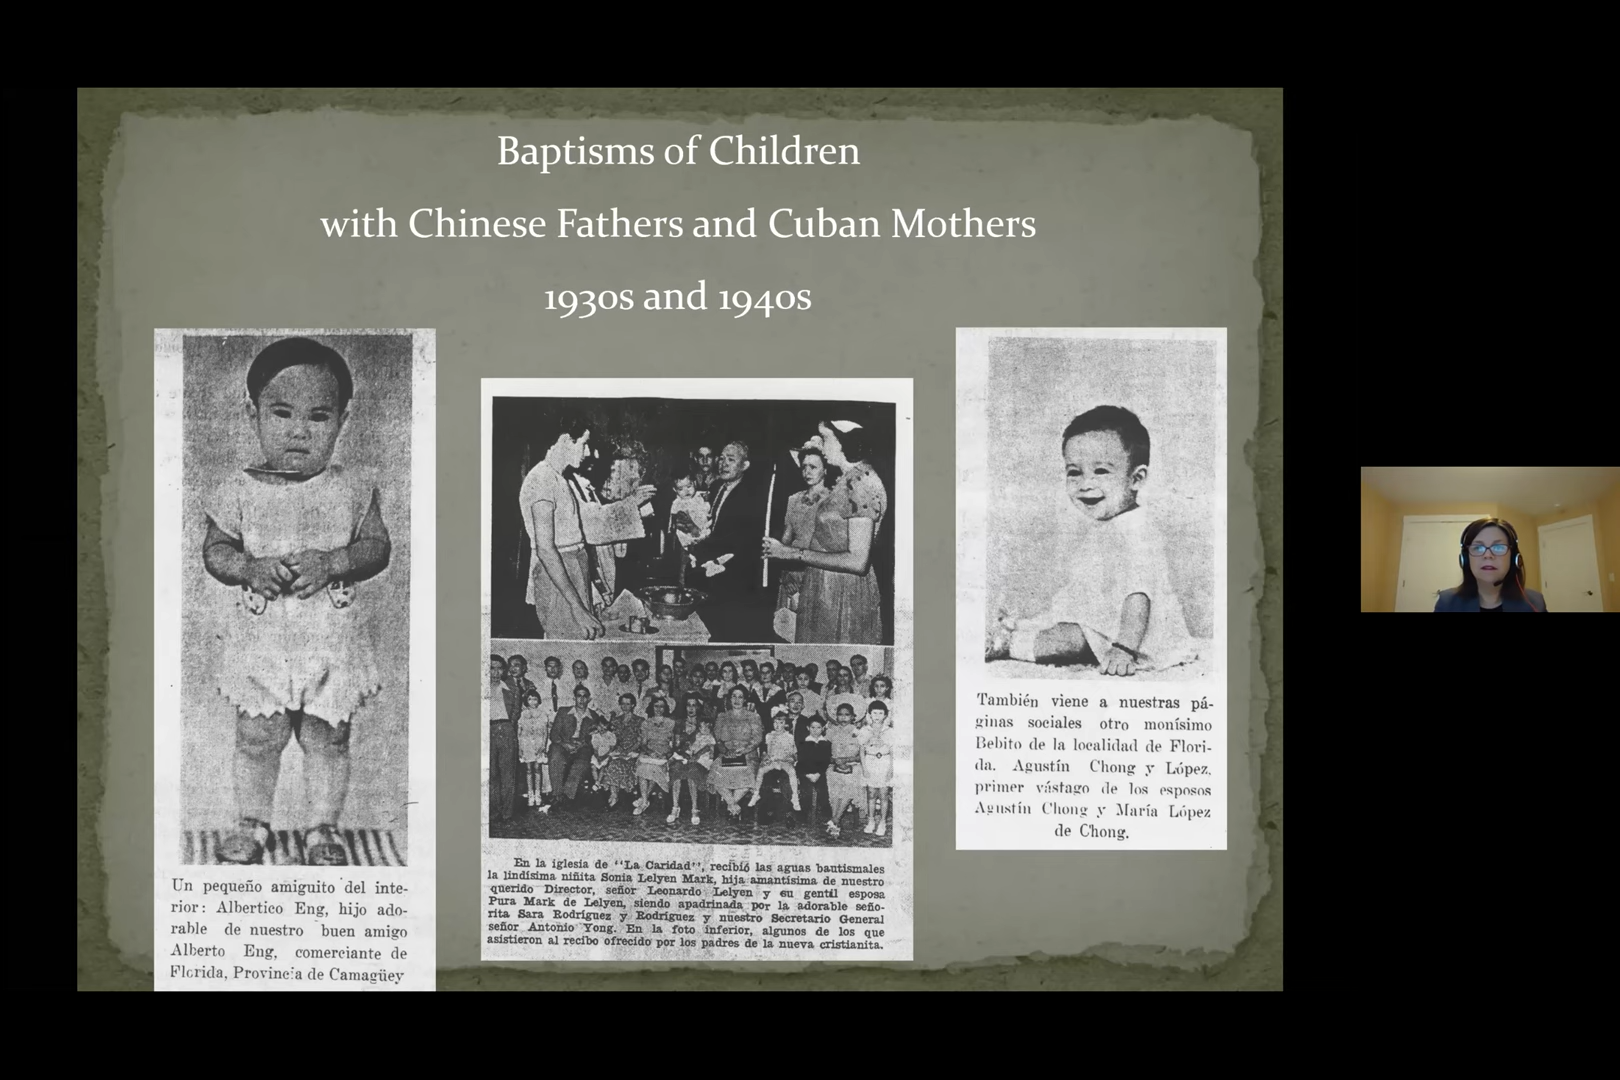 Baptisms of Children
with Chinese Fathers and Cuban Mothers
1930s and 1940s
Un pequeño amiguito del inte-
rior: Albertico Eng, hijo ado-
rable de nuestro buen amigo
Alberto Eng, comerciante de
Florida, Provincia de Camagüey
En la iglesia de "La Caridad", recibió las aguas bautismales
la lindísima niñita Sonia Lelyen Mark, hija amantísima de nuestro
querido Director, señor Leonardo Lelyen y su gentil esposa
Pura Mark de Lelyen, siendo apadrinada por la adorable seño-
rita Sara Rodríguez y Rodríguez y nuestro Secretario General
señor Antonio Yong. En la foto inferior, algunos de los que
asistieron al recibo ofrecido por los padres de la nueva cristianita.
También viene a nuestras pá-
ginas sociales otro monísimo
Bebito de la localidad de Flori-
da. Agustín Chong y López,
primer vástago de los esposos
Agustín Chong y María López
de Chong.